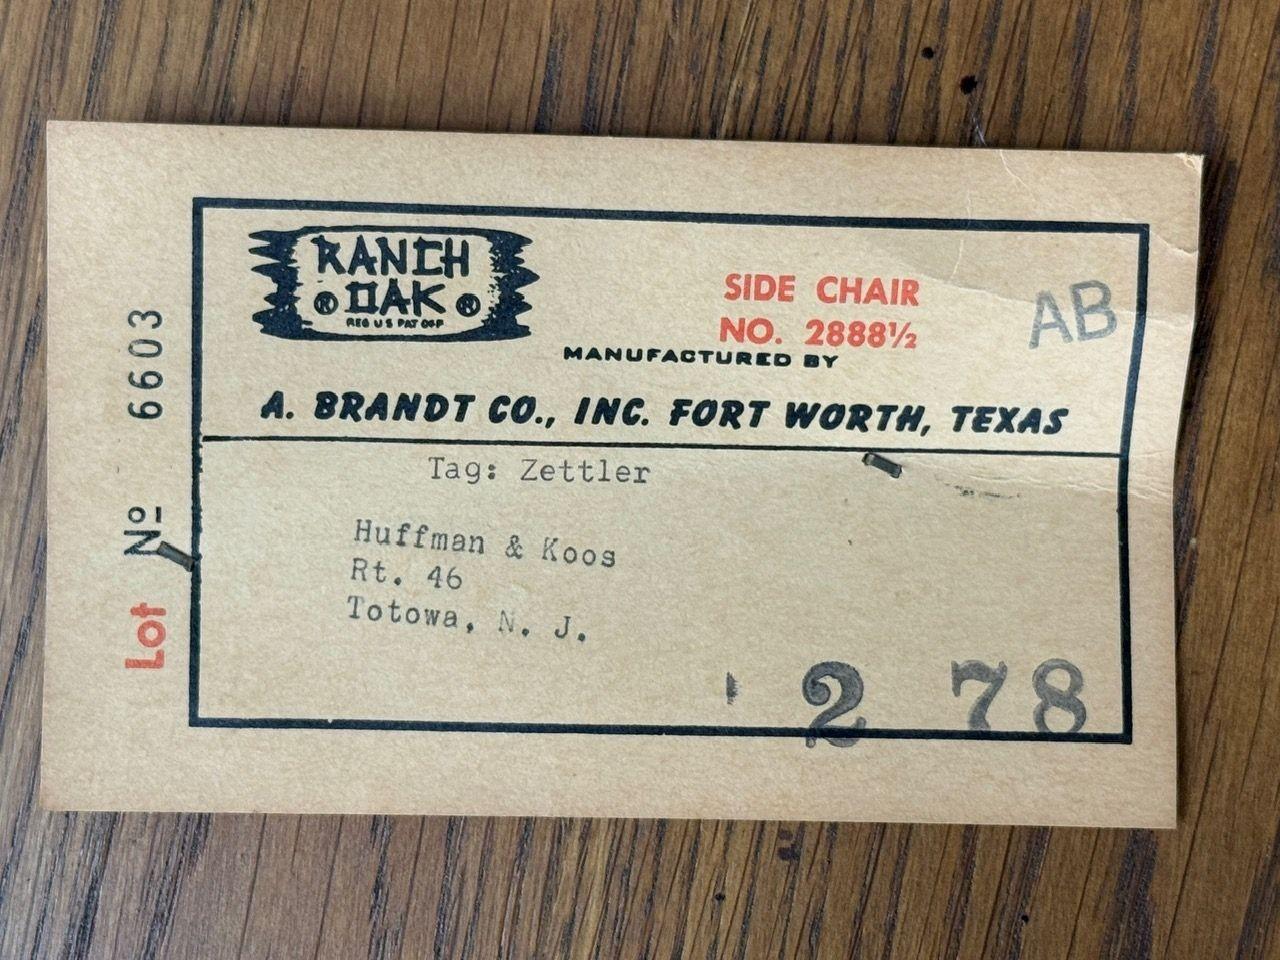 RANCH
® OAK ®
REG US PAT OFF
SIDE CHAIR
NO. 2888½
AB
MANUFACTURED BY
A. BRANDT CO., INC. FORT WORTH, TEXAS
Tag: Zettler
Huffman & Koos
Rt. 46
Totowa, N. J.
2 78
Lot Nº 6603